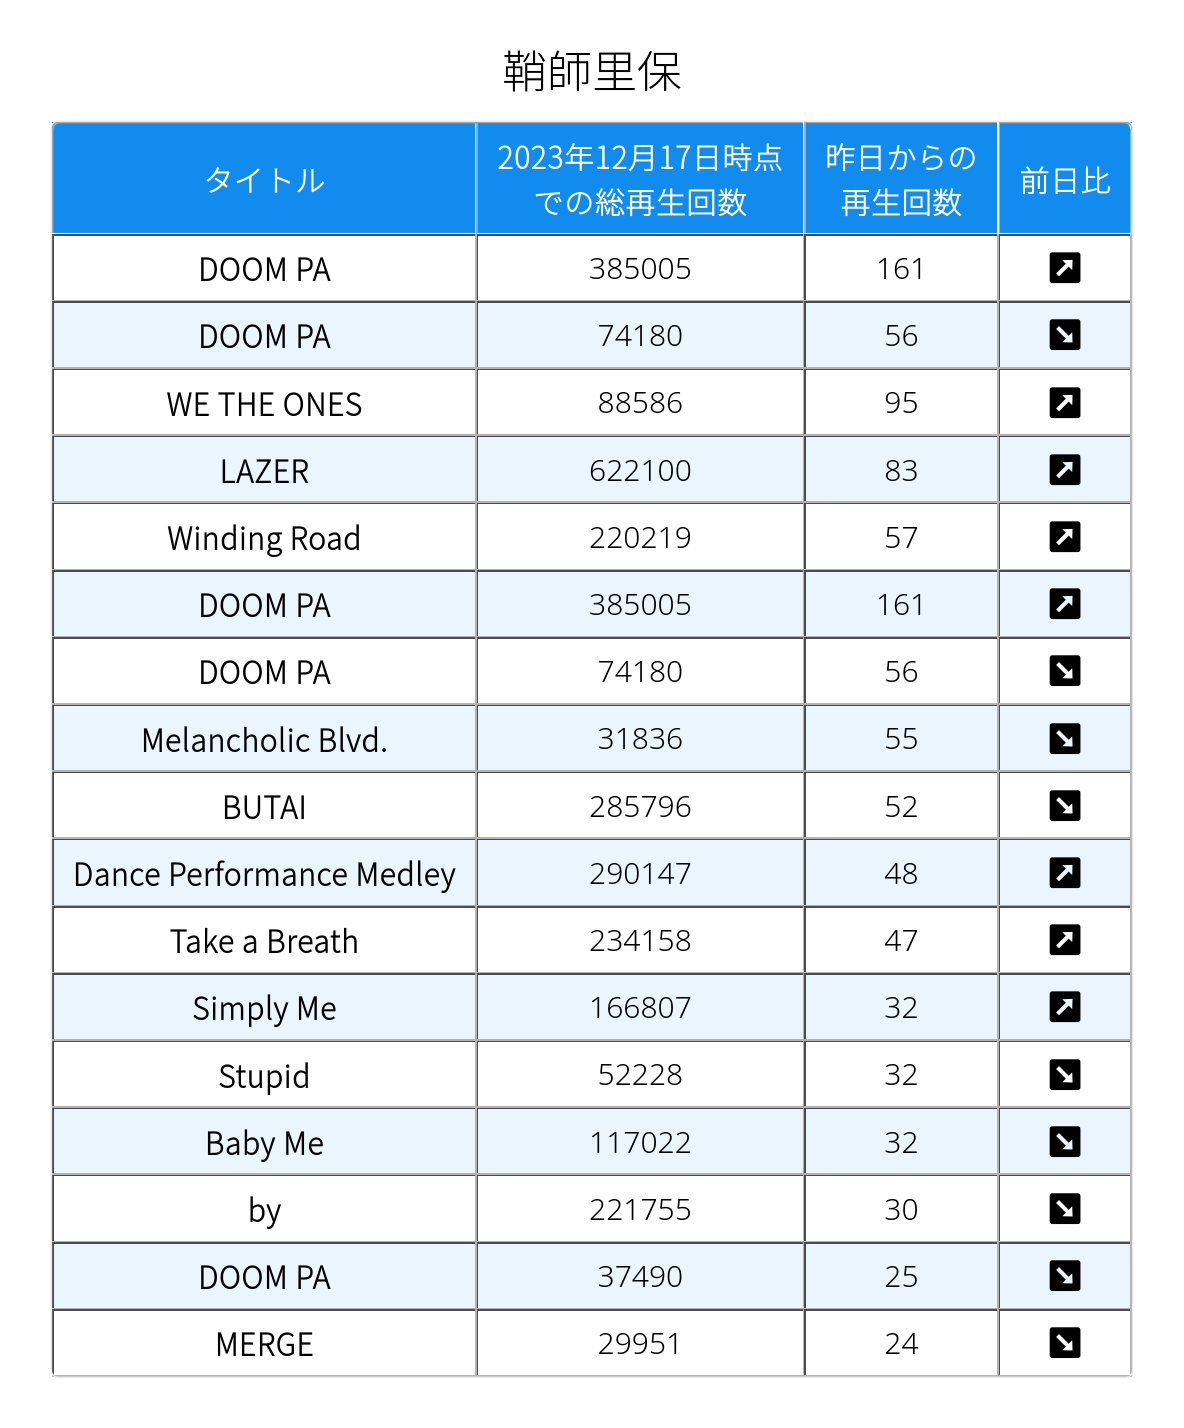 鞘師里保
タイトル 2023年12月17日時点での総再生回数 昨日からの再生回数 前日比
DOOM PA 385005 161 ↗
DOOM PA 74180 56 ↘
WE THE ONES 88586 95 ↗
LAZER 622100 83 ↗
Winding Road 220219 57 ↗
DOOM PA 385005 161 ↗
DOOM PA 74180 56 ↘
Melancholic Blvd. 31836 55 ↘
BUTAI 285796 52 ↘
Dance Performance Medley 290147 48 ↗
Take a Breath 234158 47 ↗
Simply Me 166807 32 ↗
Stupid 52228 32 ↘
Baby Me 117022 32 ↘
by 221755 30 ↘
DOOM PA 37490 25 ↘
MERGE 29951 24 ↘